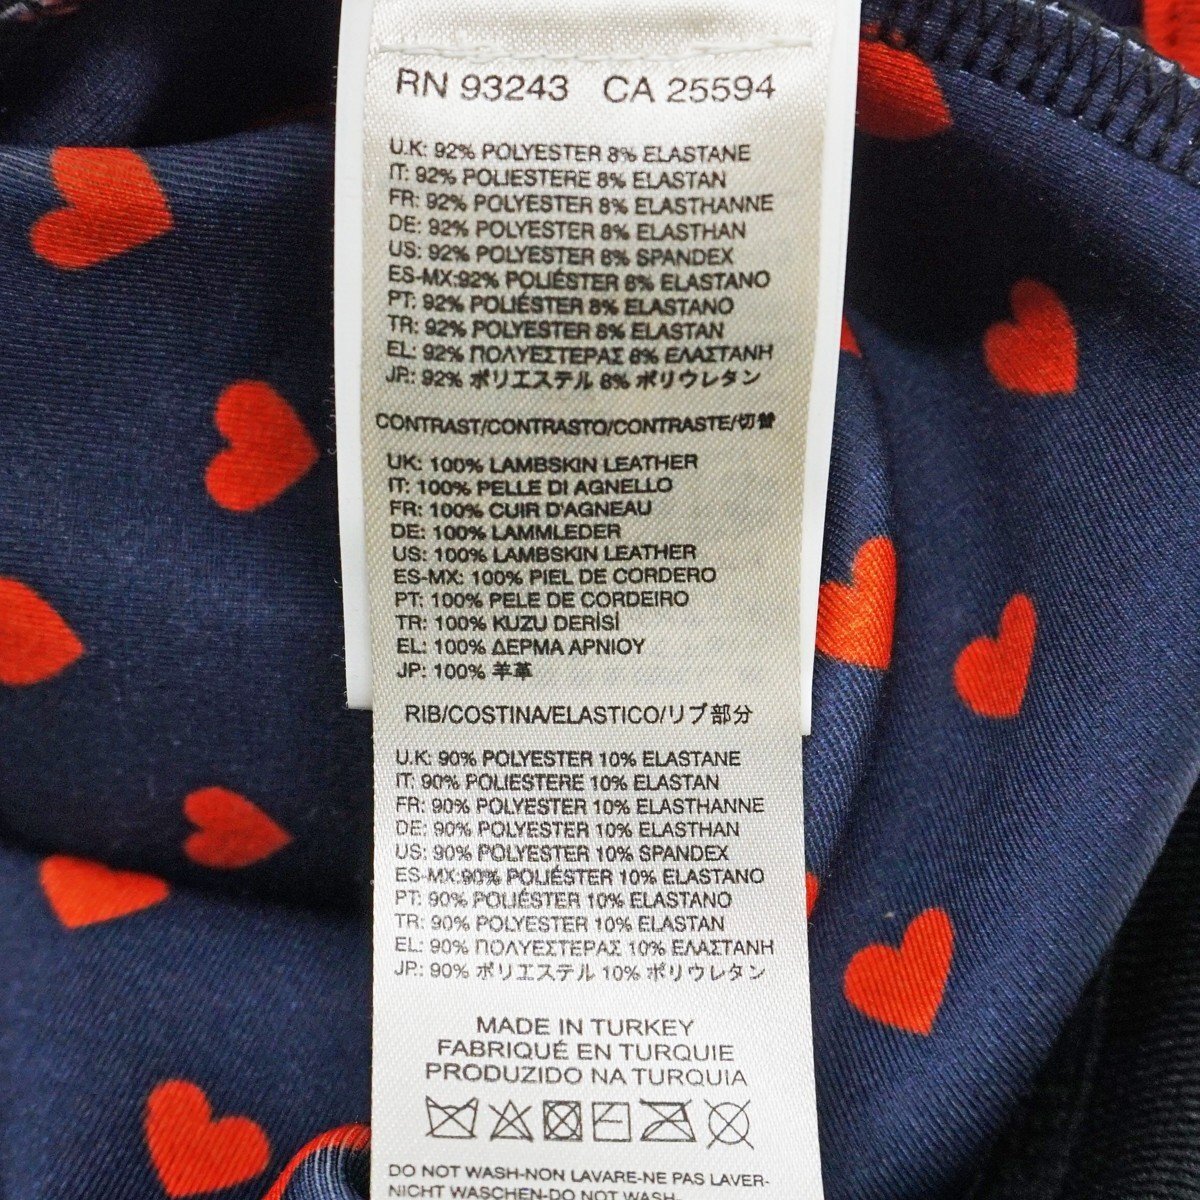 RN 93243 CA 25594
UK: 92% POLYESTER 8% ELASTANE
IT: 92% POLIESTERE 8% ELASTAN
FR: 92% POLYESTER 8% ELASTHANNE
DE: 92% POLYESTER 8% ELASTHAN
US: 92% POLYESTER 8% SPANDEX
ES-MX:92% POLIÉSTER 8% ELASTANO
PT: 92% POLIÉSTER 8% ELASTANO
TR: 92% POLYESTER 8% ELASTAN
EL: 92% ΠΟΛΥΕΣΤΕΡΑΣ 8% ΕΛΑΣΤΑΝΗ
JP: 92% ポリエステル 8% ポリウレタン
CONTRAST/CONTRASTO/CONTRASTE/切替
UK: 100% LAMBSKIN LEATHER
IT: 100% PELLE DI AGNELLO
FR: 100% CUIR D'AGNEAU
DE: 100% LAMMLEDER
US: 100% LAMBSKIN LEATHER
ES-MX: 100% PIEL DE CORDERO
PT: 100% PELE DE CORDEIRO
TR: 100% KUZU DERİSİ
EL: 100% ΔΕΡΜΑ ΑΡΝΙΟΥ
JP: 100% 羊革
RIB/COSTINA/ELASTICO/リブ部分
UK: 90% POLYESTER 10% ELASTANE
IT: 90% POLIESTERE 10% ELASTAN
FR: 90% POLYESTER 10% ELASTHANNE
DE: 90% POLYESTER 10% ELASTHAN
US: 90% POLYESTER 10% SPANDEX
ES-MX:90% POLIÉSTER 10% ELASTANO
PT: 90% POLIÉSTER 10% ELASTANO
TR: 90% POLYESTER 10% ELASTAN
EL: 90% ΠΟΛΥΕΣΤΕΡΑΣ 10% ΕΛΑΣΤΑΝΗ
JP: 90% ポリエステル 10% ポリウレタン
MADE IN TURKEY
FABRIQUÉ EN TURQUIE
PRODUZIDO NA TURQUIA
DO NOT WASH-NON LAVARE-NE PAS LAVER-
NICHT WASCHEN-DO NOT WASH-